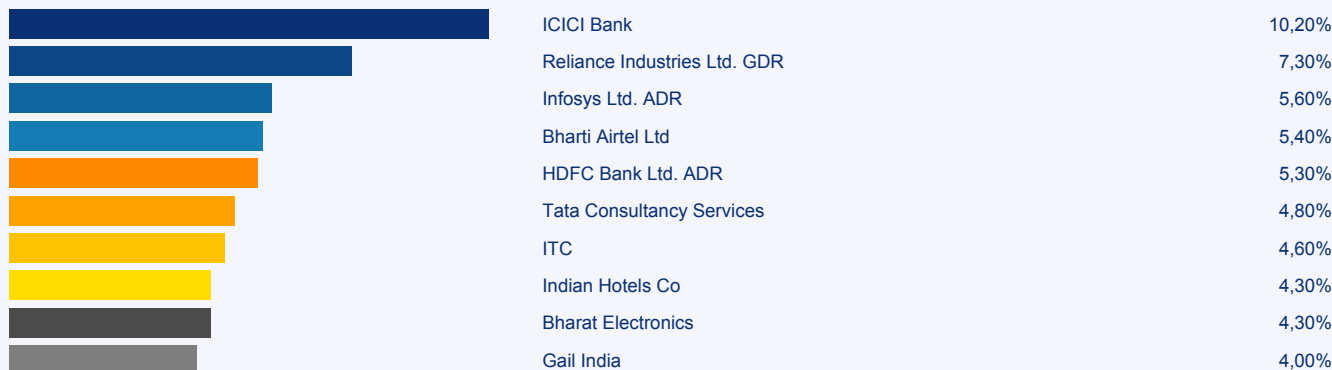 ICICI Bank 10,20%
Reliance Industries Ltd. GDR 7,30%
Infosys Ltd. ADR 5,60%
Bharti Airtel Ltd 5,40%
HDFC Bank Ltd. ADR 5,30%
Tata Consultancy Services 4,80%
ITC 4,60%
Indian Hotels Co 4,30%
Bharat Electronics 4,30%
Gail India 4,00%